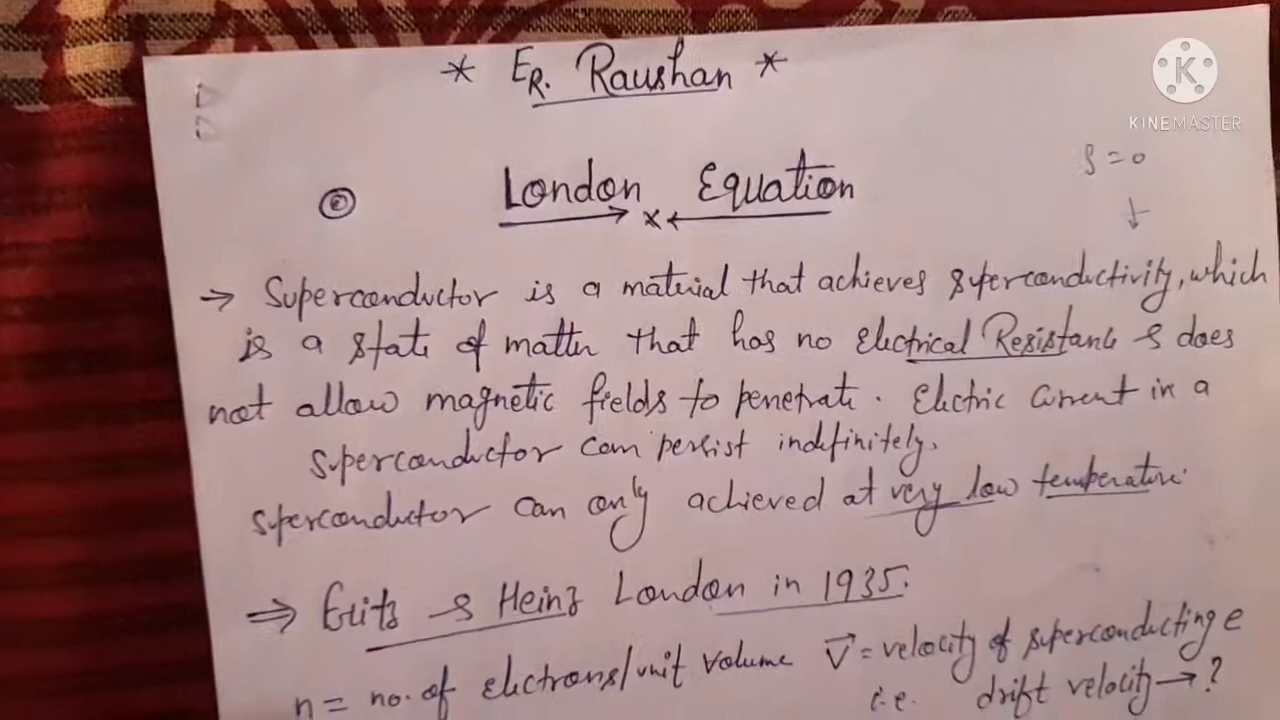 * ER. Raushan *
KINEMASTER
ρ = 0
↓
London Equation
→ Superconductor is a material that achieves superconductivity, which
is a state of matter that has no Electrical Resistance & does
not allow magnetic fields to penetrate. Electric current in a
superconductor can persist indefinitely.
superconductor can only achieved at very low temperature.
⇒ Fritz & Heinz London in 1935.
n = no. of electrons/unit volume V⃗ = velocity of superconducting e
i.e. drift velocity → ?